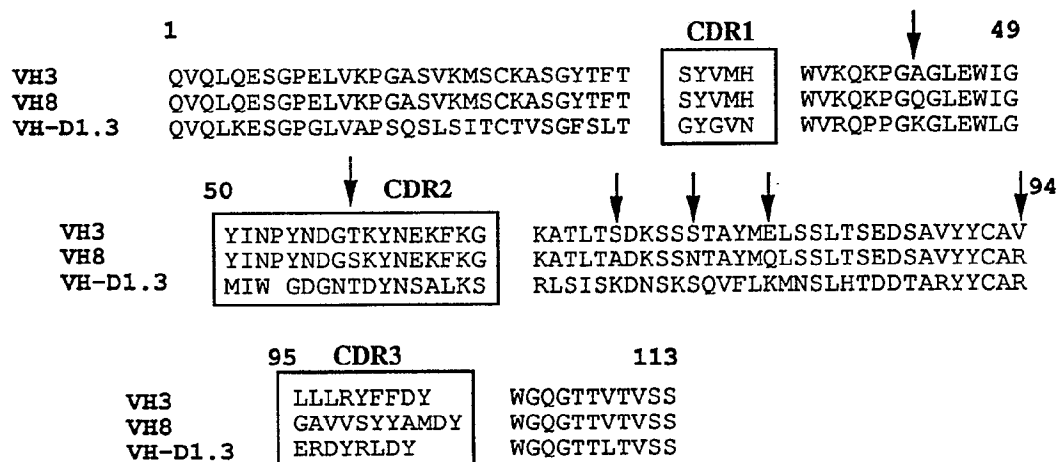 1 CDR1 49
VH3 QVQLQESGPELVKPGASVKMSCKASGYTFT SYVMH WVKQKPGAGLEWIG
VH8 QVQLQESGPELVKPGASVKMSCKASGYTFT SYVMH WVKQKPGQGLEWIG
VH-D1.3 QVQLKESGPGLVAPSQSLSITCTVSGFSLT GYGVN WVRQPPGKGLEWLG
50 CDR2 94
VH3 YINPYNDGTKYNEKFKG KATLTSDKSSSTAYMELSSLTSEDSAVYYCAV
VH8 YINPYNDGSKYNEKFKG KATLTADKSSNTAYMQLSSLTSEDSAVYYCAR
VH-D1.3 MIW GDGNTDYNSALKS RLSISKDNSKSQVFLKMNSLHTDDTARYYCAR
95 CDR3 113
VH3 LLLRYFFDY WGQGTTVTVSS
VH8 GAVVSYYAMDY WGQGTTVTVSS
VH-D1.3 ERDYRLDY WGQGTTLTVSS